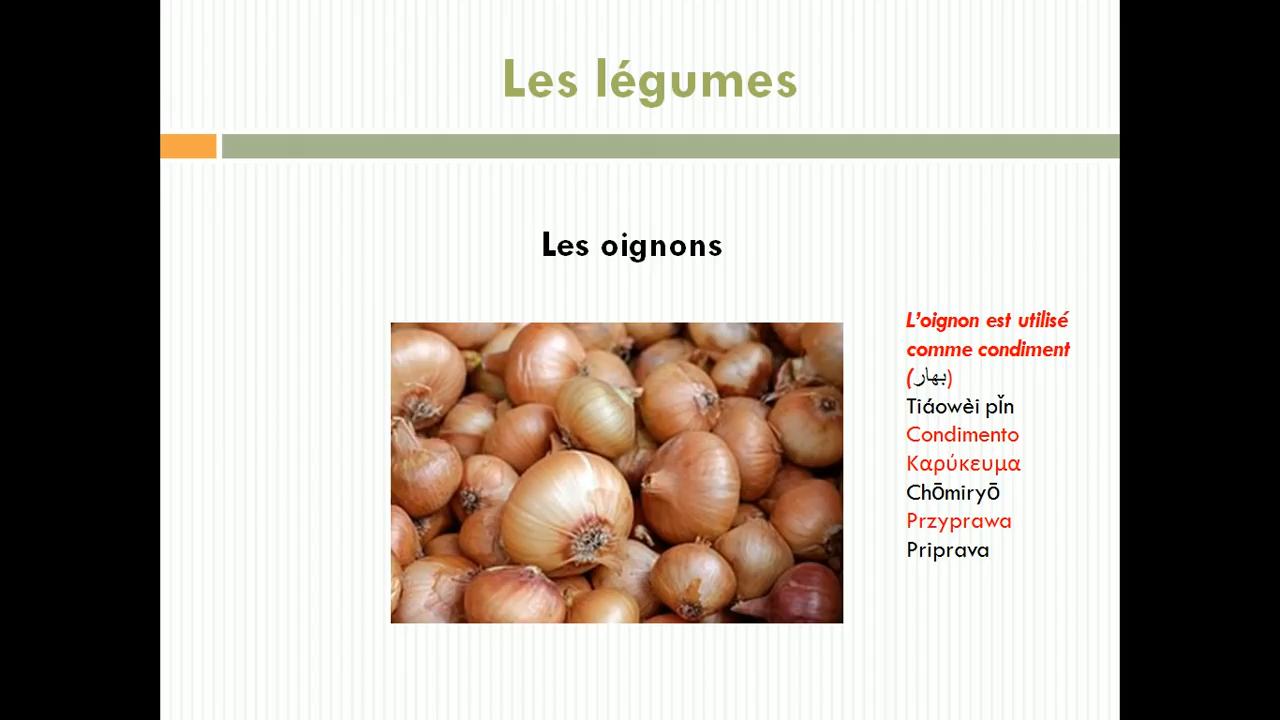 Les légumes
Les oignons
L'oignon est utilisé
comme condiment
(بهار)
Tiáowèi pǐn
Condimento
Καρύκευμα
Chōmiryō
Przyprawa
Priprava